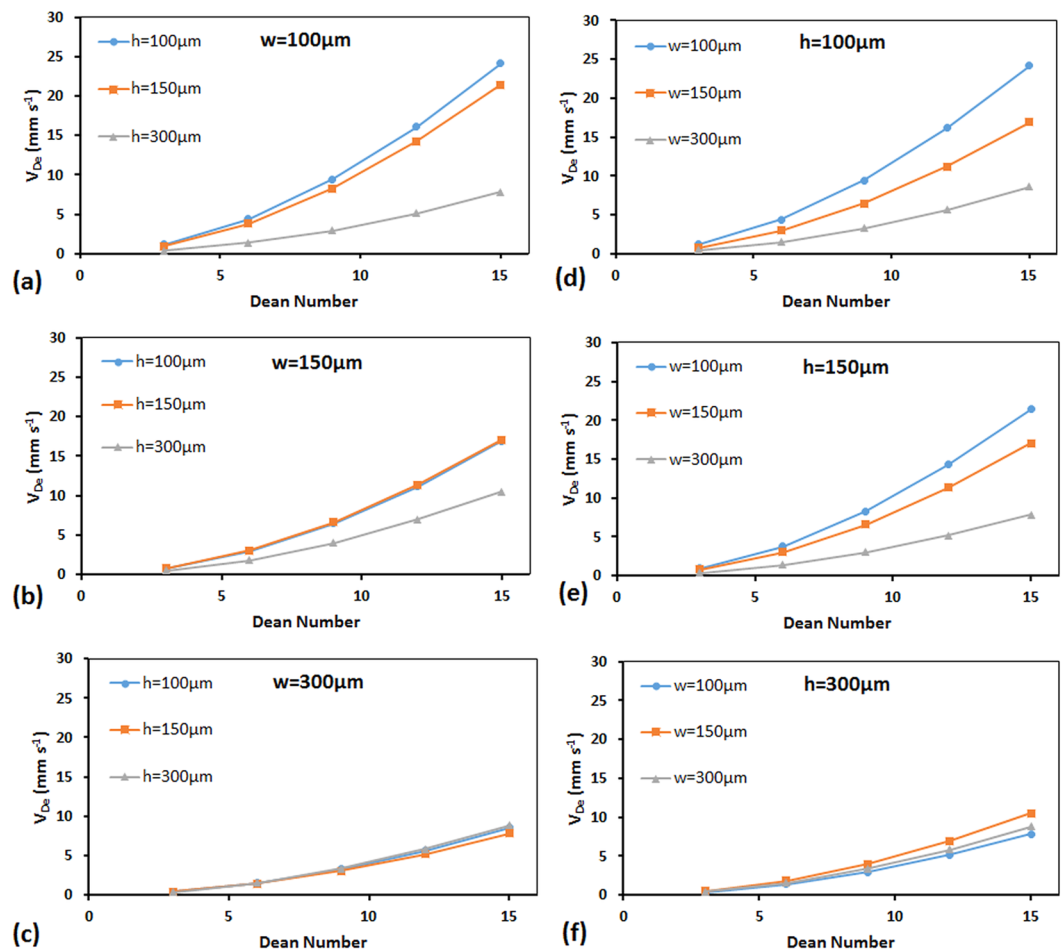 w=100µm
h=100µm
h=150µm
h=300µm
30
25
20
15
10
5
0
V_De (mm s⁻¹)
0 5 10 15
Dean Number
(a)
h=100µm
w=100µm
w=150µm
w=300µm
30
25
20
15
10
5
0
V_De (mm s⁻¹)
0 5 10 15
Dean Number
(d)
w=150µm
h=100µm
h=150µm
h=300µm
30
25
20
15
10
5
0
V_De (mm s⁻¹)
0 5 10 15
Dean Number
(b)
h=150µm
w=100µm
w=150µm
w=300µm
30
25
20
15
10
5
0
V_De (mm s⁻¹)
0 5 10 15
Dean Number
(e)
w=300µm
h=100µm
h=150µm
h=300µm
30
25
20
15
10
5
0
V_De (mm s⁻¹)
0 5 10 15
Dean Number
(c)
h=300µm
w=100µm
w=150µm
w=300µm
30
25
20
15
10
5
0
V_De (mm s⁻¹)
0 5 10 15
Dean Number
(f)